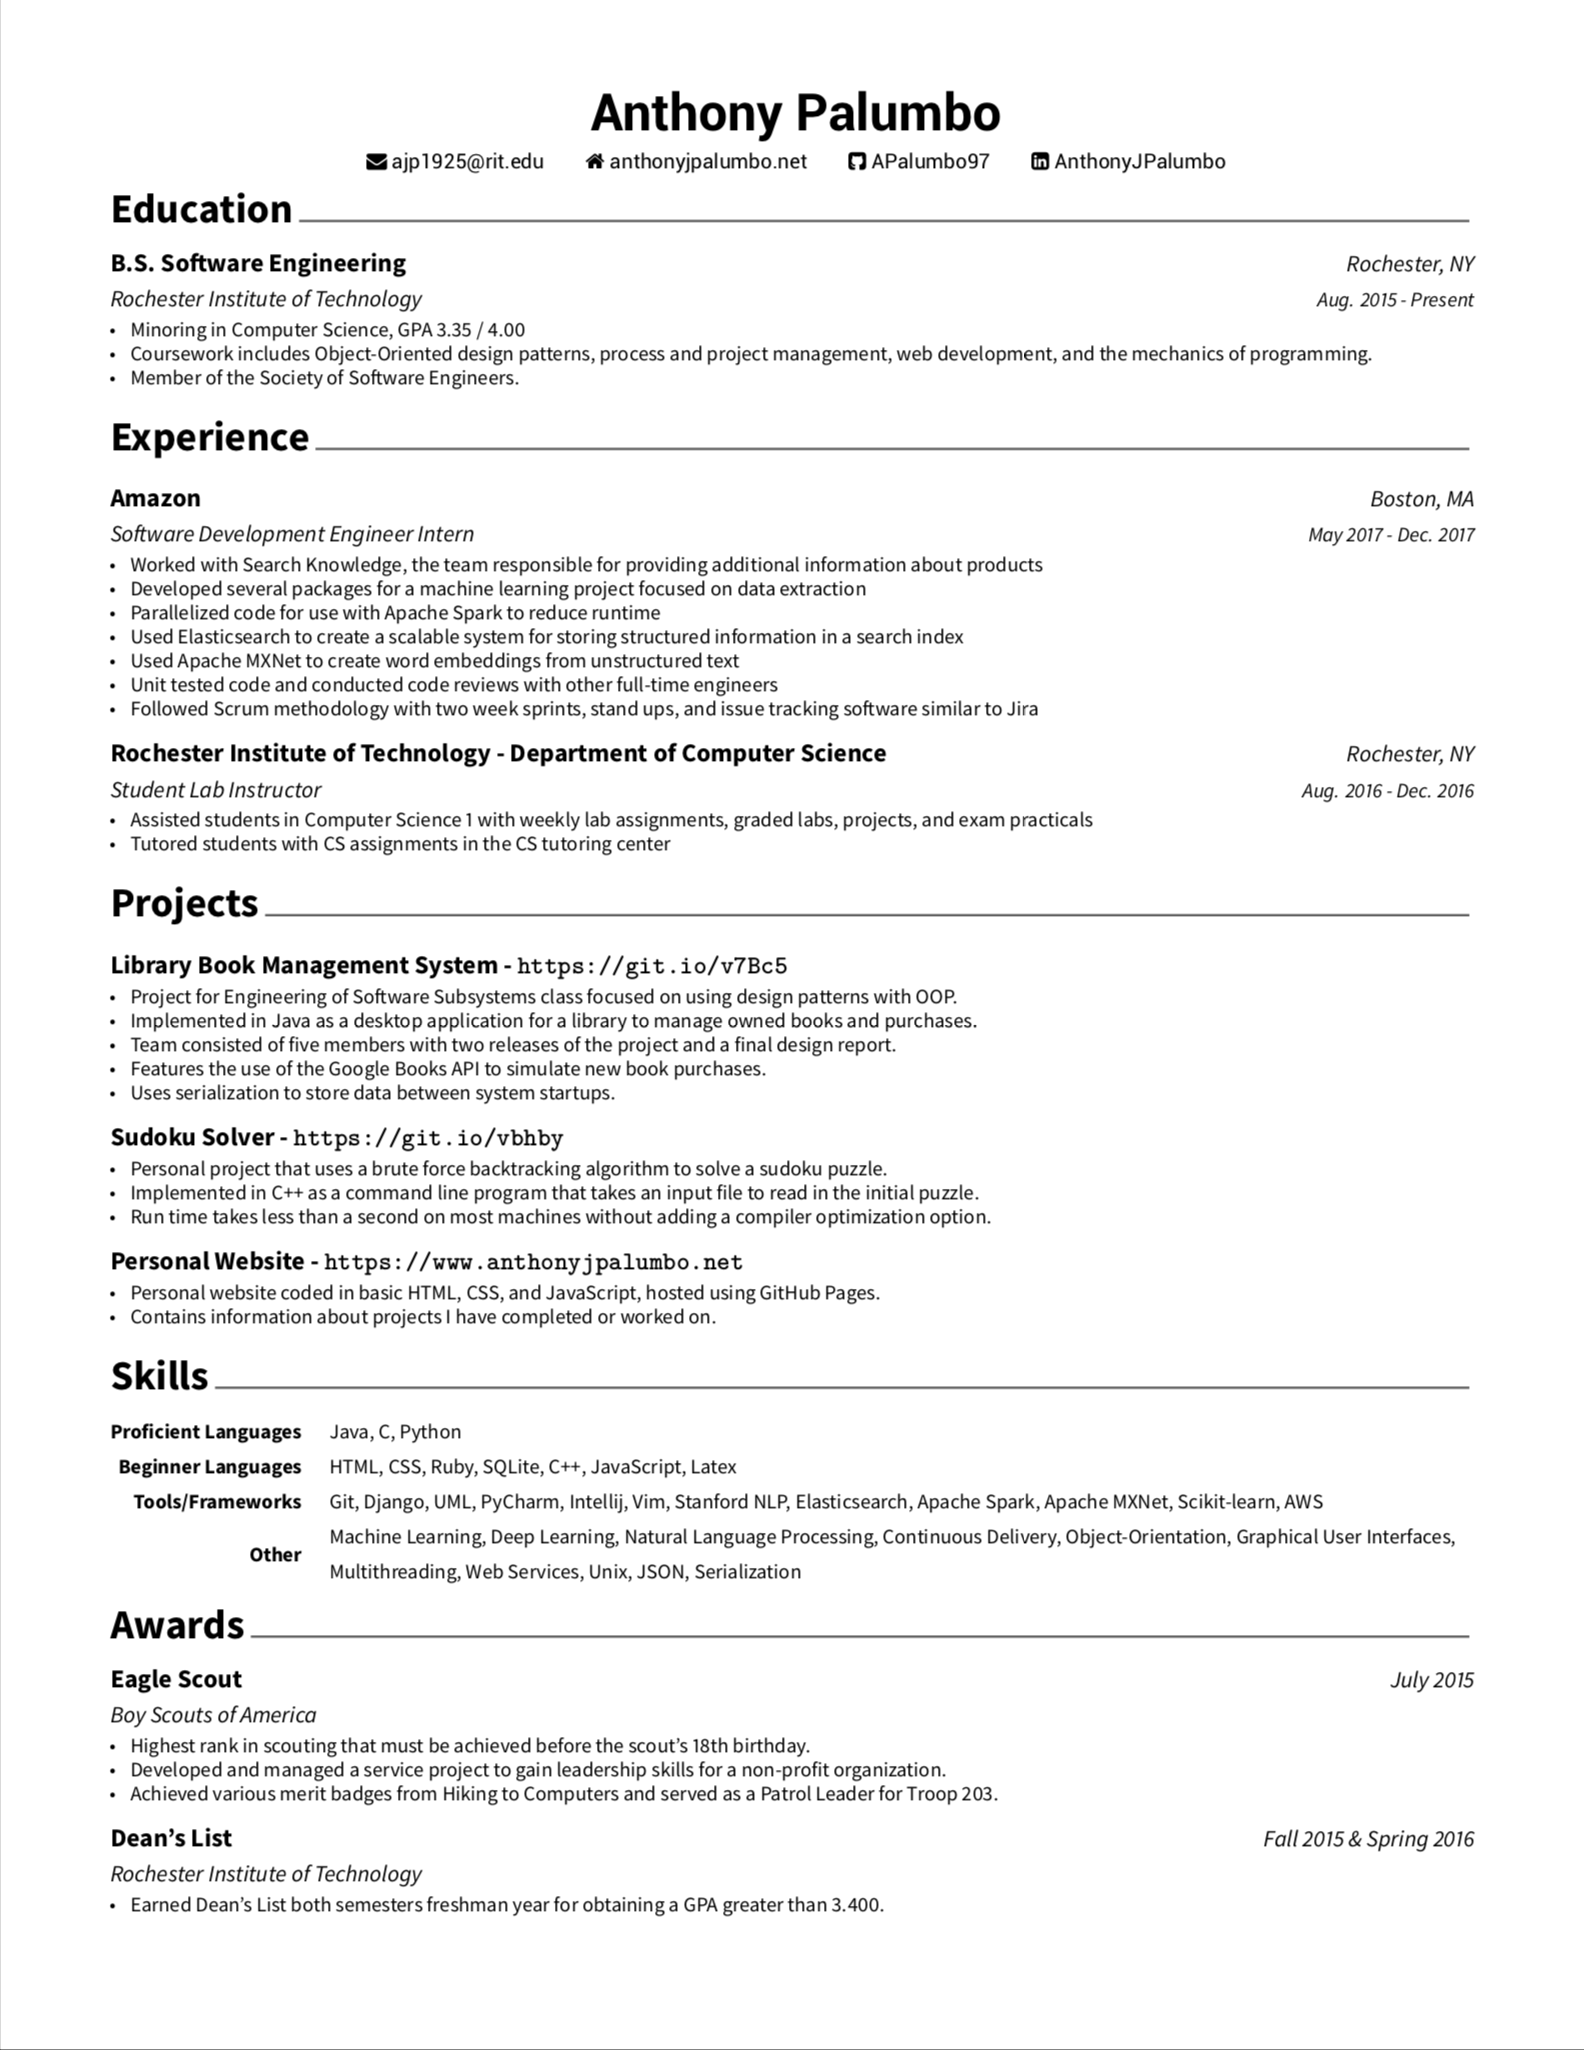 Anthony Palumbo
ajp1925@rit.edu anthonyjpalumbo.net APalumbo97 AnthonyJPalumbo
Education
B.S. Software Engineering Rochester, NY
Rochester Institute of Technology Aug. 2015 - Present
• Minoring in Computer Science, GPA 3.35 / 4.00
• Coursework includes Object-Oriented design patterns, process and project management, web development, and the mechanics of programming.
• Member of the Society of Software Engineers.
Experience
Amazon Boston, MA
Software Development Engineer Intern May 2017 - Dec. 2017
• Worked with Search Knowledge, the team responsible for providing additional information about products
• Developed several packages for a machine learning project focused on data extraction
• Parallelized code for use with Apache Spark to reduce runtime
• Used Elasticsearch to create a scalable system for storing structured information in a search index
• Used Apache MXNet to create word embeddings from unstructured text
• Unit tested code and conducted code reviews with other full-time engineers
• Followed Scrum methodology with two week sprints, stand ups, and issue tracking software similar to Jira
Rochester Institute of Technology - Department of Computer Science Rochester, NY
Student Lab Instructor Aug. 2016 - Dec. 2016
• Assisted students in Computer Science 1 with weekly lab assignments, graded labs, projects, and exam practicals
• Tutored students with CS assignments in the CS tutoring center
Projects
Library Book Management System - https://git.io/v7Bc5
• Project for Engineering of Software Subsystems class focused on using design patterns with OOP.
• Implemented in Java as a desktop application for a library to manage owned books and purchases.
• Team consisted of five members with two releases of the project and a final design report.
• Features the use of the Google Books API to simulate new book purchases.
• Uses serialization to store data between system startups.
Sudoku Solver - https://git.io/vbhby
• Personal project that uses a brute force backtracking algorithm to solve a sudoku puzzle.
• Implemented in C++ as a command line program that takes an input file to read in the initial puzzle.
• Run time takes less than a second on most machines without adding a compiler optimization option.
Personal Website - https://www.anthonyjpalumbo.net
• Personal website coded in basic HTML, CSS, and JavaScript, hosted using GitHub Pages.
• Contains information about projects I have completed or worked on.
Skills
Proficient Languages Java, C, Python
Beginner Languages HTML, CSS, Ruby, SQLite, C++, JavaScript, Latex
Tools/Frameworks Git, Django, UML, PyCharm, Intellij, Vim, Stanford NLP, Elasticsearch, Apache Spark, Apache MXNet, Scikit-learn, AWS
Other Machine Learning, Deep Learning, Natural Language Processing, Continuous Delivery, Object-Orientation, Graphical User Interfaces,
Multithreading, Web Services, Unix, JSON, Serialization
Awards
Eagle Scout July 2015
Boy Scouts of America
• Highest rank in scouting that must be achieved before the scout's 18th birthday.
• Developed and managed a service project to gain leadership skills for a non-profit organization.
• Achieved various merit badges from Hiking to Computers and served as a Patrol Leader for Troop 203.
Dean's List Fall 2015 & Spring 2016
Rochester Institute of Technology
• Earned Dean's List both semesters freshman year for obtaining a GPA greater than 3.400.